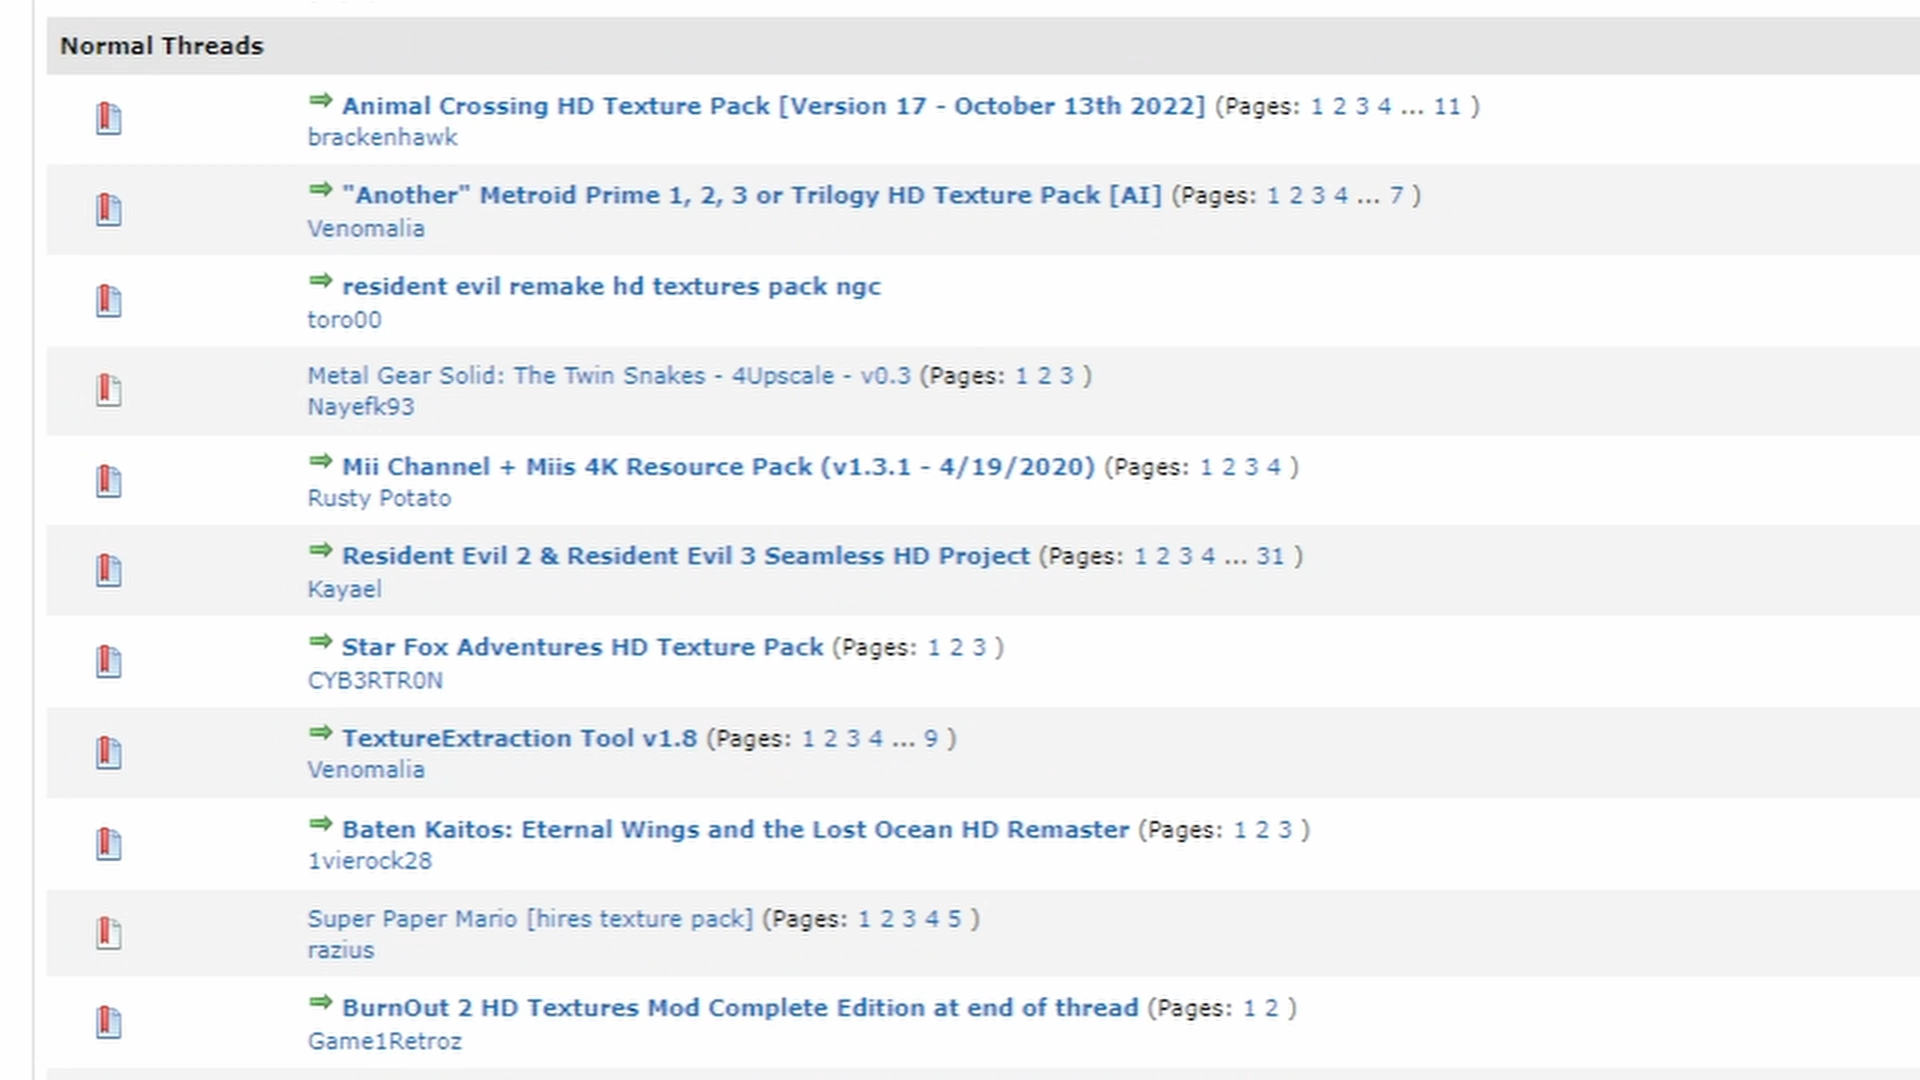 Normal Threads
Animal Crossing HD Texture Pack [Version 17 - October 13th 2022] (Pages: 1 2 3 4 ... 11 )
brackenhawk
"Another" Metroid Prime 1, 2, 3 or Trilogy HD Texture Pack [AI] (Pages: 1 2 3 4 ... 7 )
Venomalia
resident evil remake hd textures pack ngc
toro00
Metal Gear Solid: The Twin Snakes - 4Upscale - v0.3 (Pages: 1 2 3 )
Nayefk93
Mii Channel + Miis 4K Resource Pack (v1.3.1 - 4/19/2020) (Pages: 1 2 3 4 )
Rusty Potato
Resident Evil 2 & Resident Evil 3 Seamless HD Project (Pages: 1 2 3 4 ... 31 )
Kayael
Star Fox Adventures HD Texture Pack (Pages: 1 2 3 )
CYB3RTR0N
TextureExtraction Tool v1.8 (Pages: 1 2 3 4 ... 9 )
Venomalia
Baten Kaitos: Eternal Wings and the Lost Ocean HD Remaster (Pages: 1 2 3 )
1vierock28
Super Paper Mario [hires texture pack] (Pages: 1 2 3 4 5 )
razius
BurnOut 2 HD Textures Mod Complete Edition at end of thread (Pages: 1 2 )
Game1Retroz